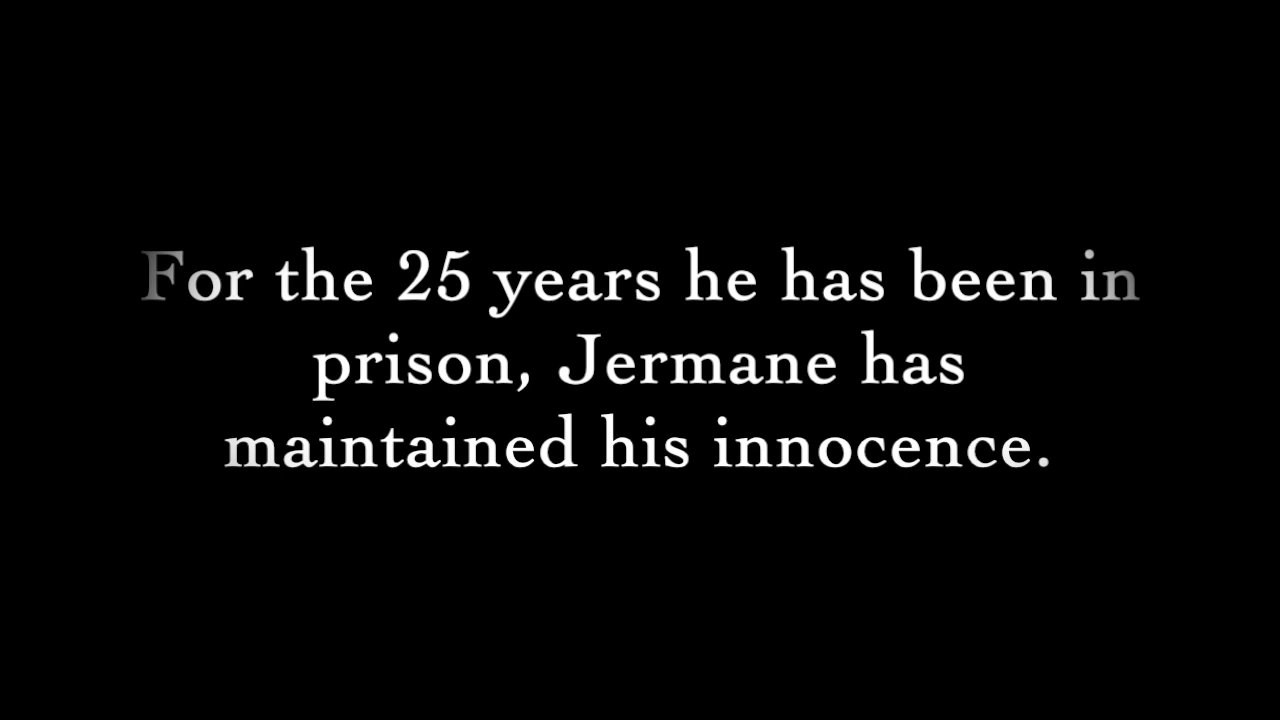 For the 25 years he has been in
prison, Jermane has
maintained his innocence.